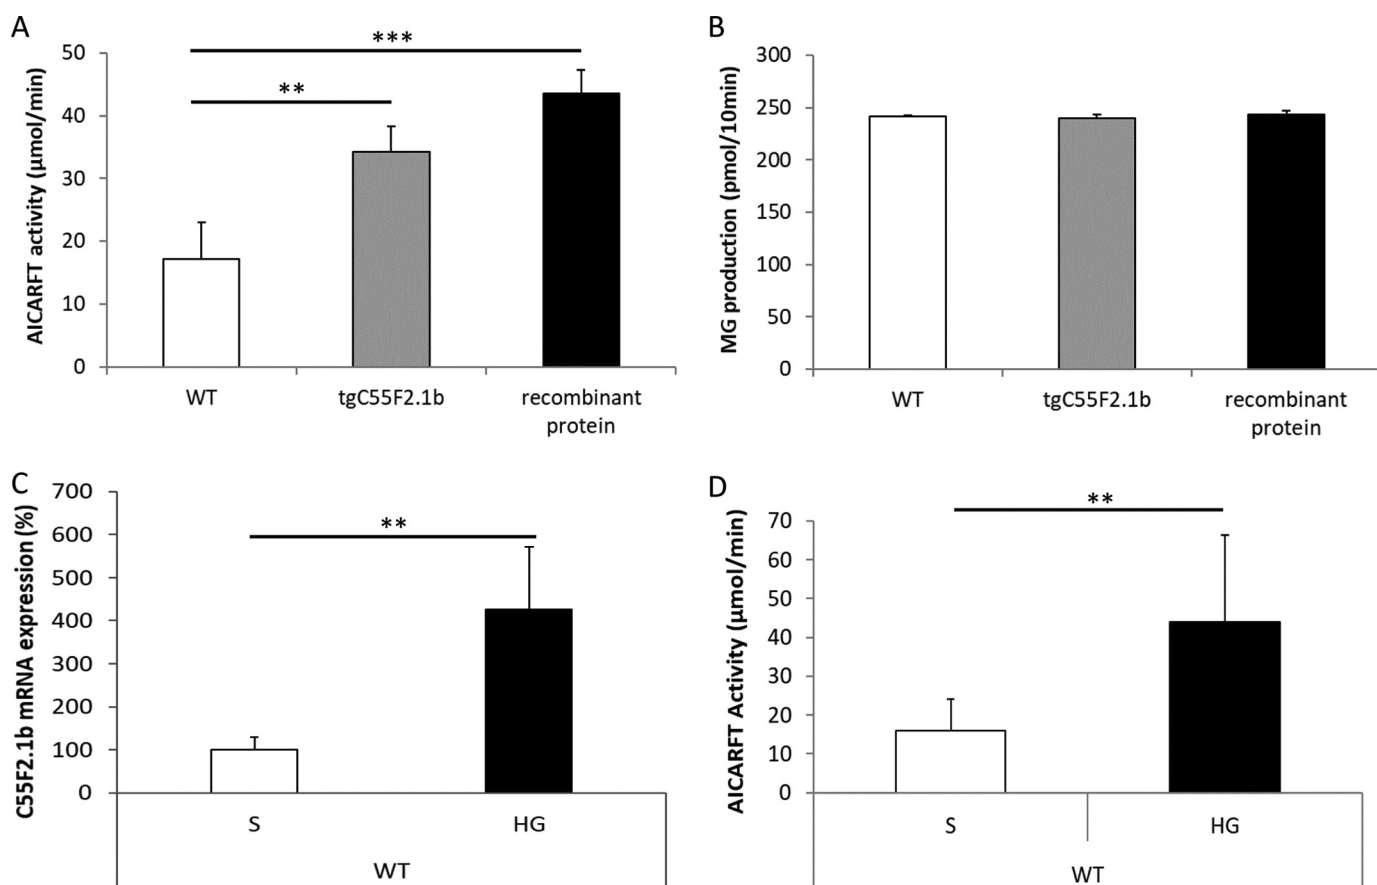 A
AICARFT activity (µmol/min)
50
40
30
20
10
0
***
**
WT
tgC55F2.1b
recombinant
protein
B
MG production (pmol/10min)
300
250
200
150
100
50
0
WT
tgC55F2.1b
recombinant
protein
C
C55F2.1b mRNA expression (%)
700
600
500
400
300
200
100
0
**
S
HG
WT
D
AICARFT Activity (µmol/min)
70
60
50
40
30
20
10
0
**
S
HG
WT